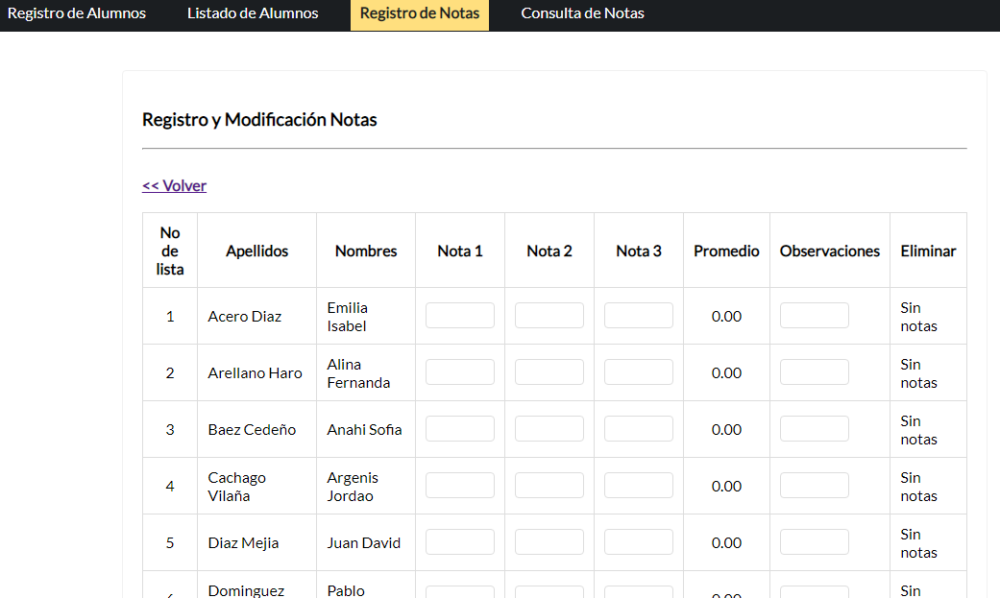 Registro de Alumnos Listado de Alumnos Registro de Notas Consulta de Notas
Registro y Modificación Notas
<< Volver
No de lista Apellidos Nombres Nota 1 Nota 2 Nota 3 Promedio Observaciones Eliminar
1 Acero Diaz Emilia Isabel 0.00 Sin notas
2 Arellano Haro Alina Fernanda 0.00 Sin notas
3 Baez Cedeño Anahi Sofia 0.00 Sin notas
4 Cachago Vilaña Argenis Jordao 0.00 Sin notas
5 Diaz Mejia Juan David 0.00 Sin notas
Dominguez Pablo 0.00 Sin